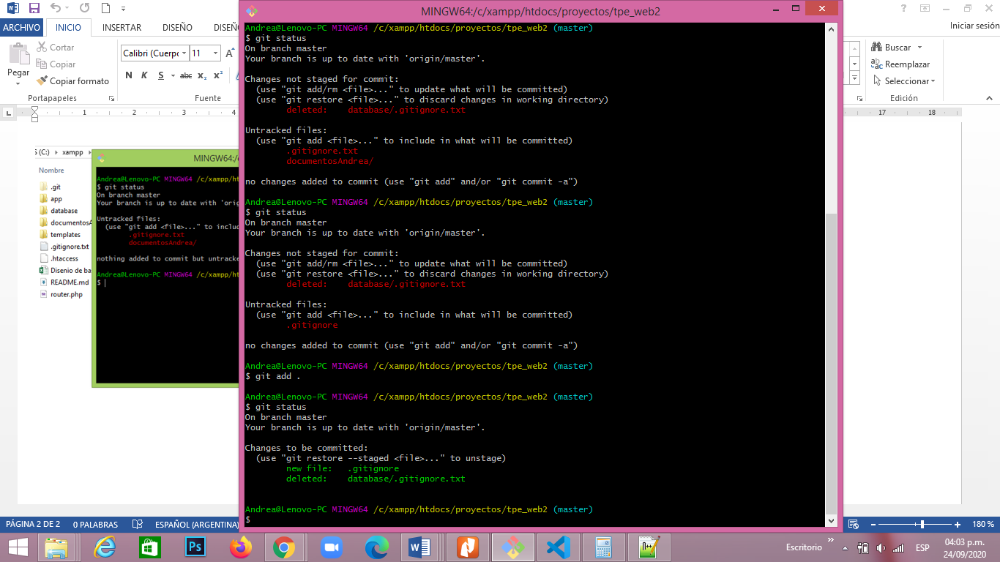 MINGW64:/c/xampp/htdocs/proyectos/tpe_web2
ARCHIVO INICIO INSERTAR DISEÑO DISEÑ
Iniciar sesión
Cortar
Copiar
Copiar formato
Pegar
Portapapeles
Calibri (Cuerpo 11 A
N K S abc x₂ x²
Fuente
Buscar
Reemplazar
Seleccionar
Edición
1 2 3 4 17 18
S (C:) xampp
Nombre
.git
app
database
documentosA
templates
.gitignore.txt
.htaccess
Disenio de ba
README.md
router.php
MINGW64:/c
Andrea@Lenovo-PC MINGW64 /c/xampp/ht
$ git status
On branch master
Your branch is up to date with 'orig
Untracked files:
(use "git add <file>..." to inclu
.gitignore.txt
documentosAndrea/
nothing added to commit but untracke
Andrea@Lenovo-PC MINGW64 /c/xampp/ht
$
Andrea@Lenovo-PC MINGW64 /c/xampp/htdocs/proyectos/tpe_web2 (master)
$ git status
On branch master
Your branch is up to date with 'origin/master'.
Changes not staged for commit:
(use "git add/rm <file>..." to update what will be committed)
(use "git restore <file>..." to discard changes in working directory)
deleted: database/.gitignore.txt
Untracked files:
(use "git add <file>..." to include in what will be committed)
.gitignore.txt
documentosAndrea/
no changes added to commit (use "git add" and/or "git commit -a")
Andrea@Lenovo-PC MINGW64 /c/xampp/htdocs/proyectos/tpe_web2 (master)
$ git status
On branch master
Your branch is up to date with 'origin/master'.
Changes not staged for commit:
(use "git add/rm <file>..." to update what will be committed)
(use "git restore <file>..." to discard changes in working directory)
deleted: database/.gitignore.txt
Untracked files:
(use "git add <file>..." to include in what will be committed)
.gitignore
no changes added to commit (use "git add" and/or "git commit -a")
Andrea@Lenovo-PC MINGW64 /c/xampp/htdocs/proyectos/tpe_web2 (master)
$ git add .
Andrea@Lenovo-PC MINGW64 /c/xampp/htdocs/proyectos/tpe_web2 (master)
$ git status
On branch master
Your branch is up to date with 'origin/master'.
Changes to be committed:
(use "git restore --staged <file>..." to unstage)
new file: .gitignore
deleted: database/.gitignore.txt
Andrea@Lenovo-PC MINGW64 /c/xampp/htdocs/proyectos/tpe_web2 (master)
$
PÁGINA 2 DE 2 0 PALABRAS ESPAÑOL (ARGENTINA) 180 %
Escritorio ESP 04:03 p.m.
24/09/2020